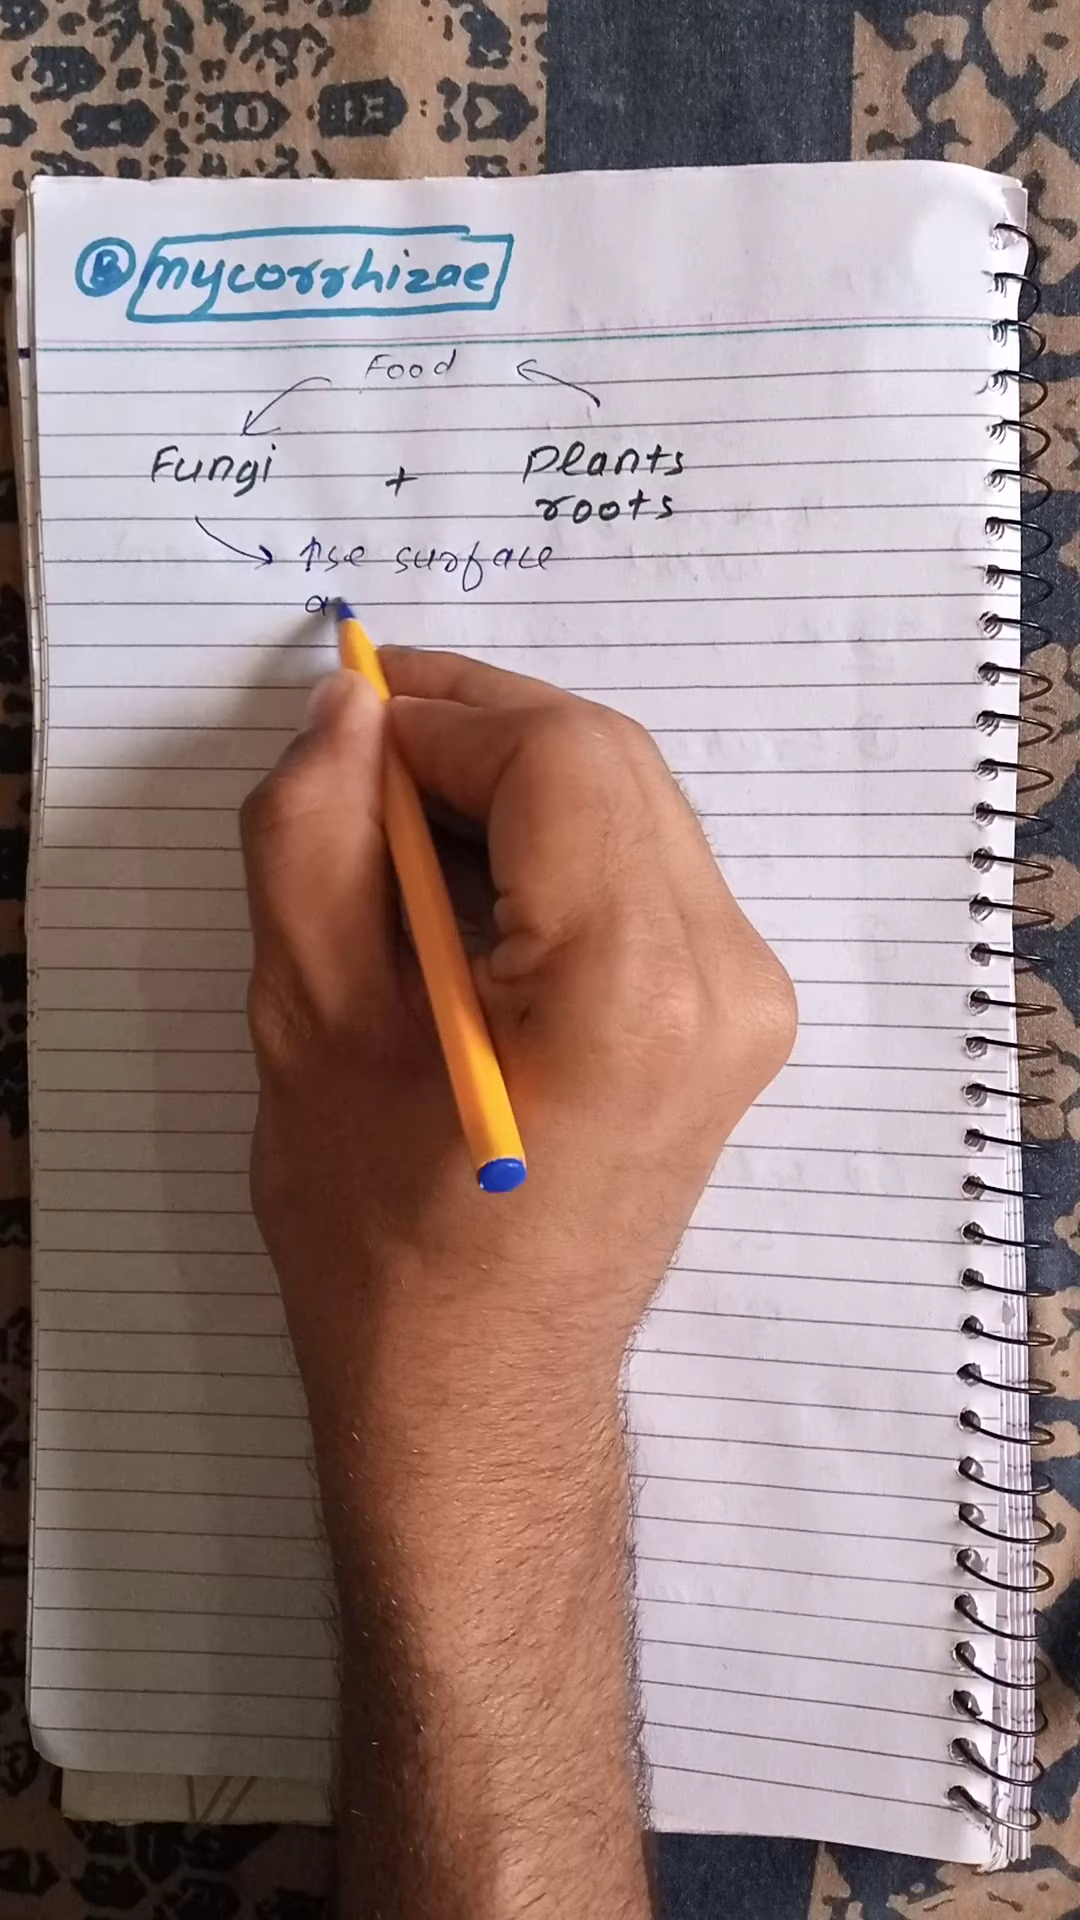 B mycorrhizae
Food
Fungi + Plants
roots
↑se surface
a